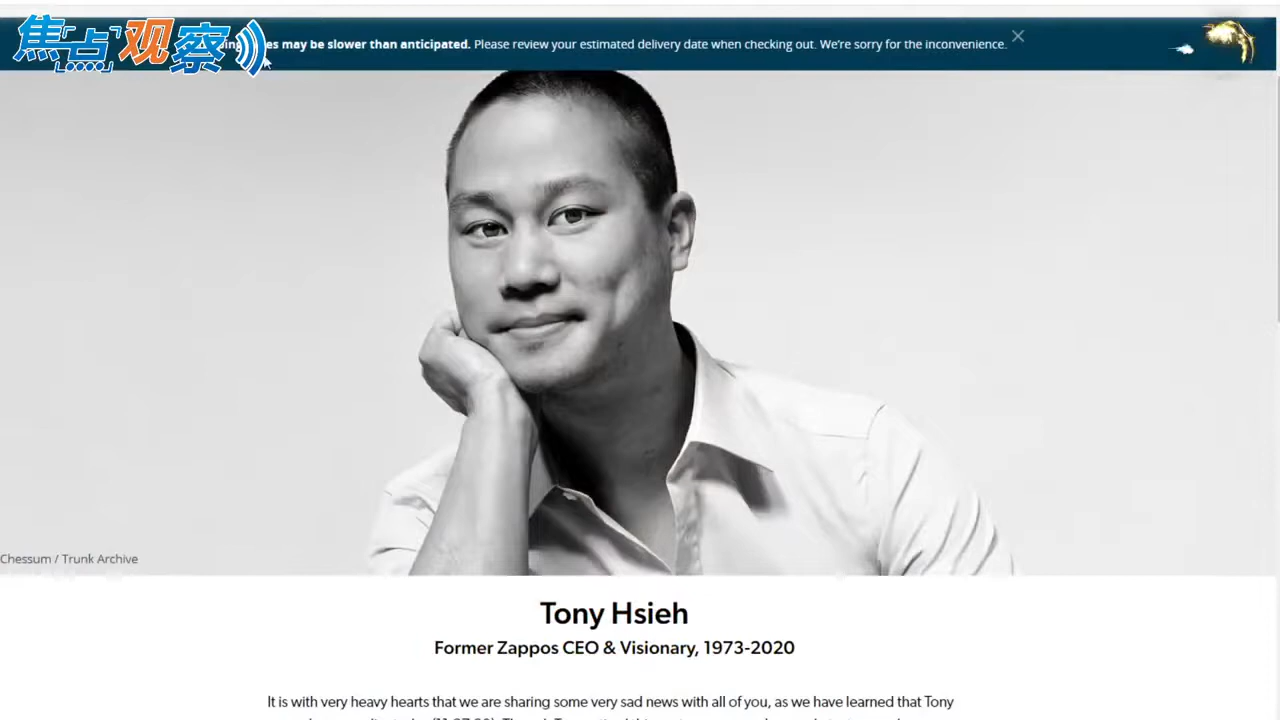 焦点观察
es may be slower than anticipated. Please review your estimated delivery date when checking out. We're sorry for the inconvenience.
Chessum / Trunk Archive
Tony Hsieh
Former Zappos CEO & Visionary, 1973-2020
It is with very heavy hearts that we are sharing some very sad news with all of you, as we have learned that Tony